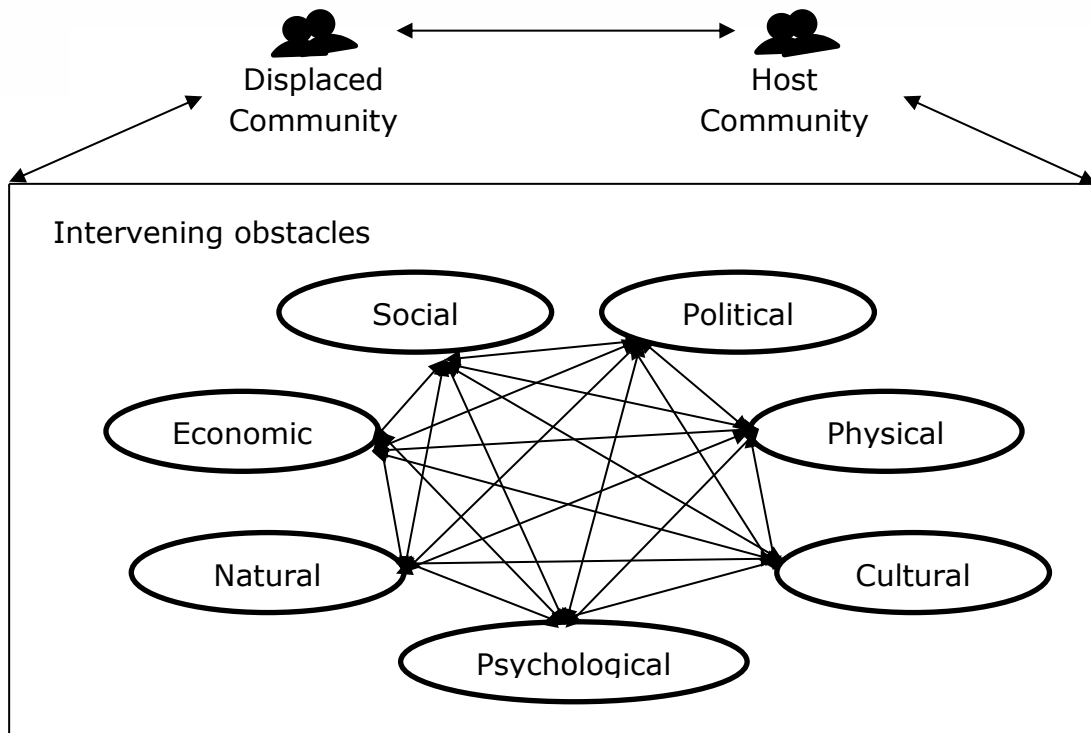 Displaced
Community
Host
Community
Intervening obstacles
Social
Political
Economic
Physical
Natural
Cultural
Psychological